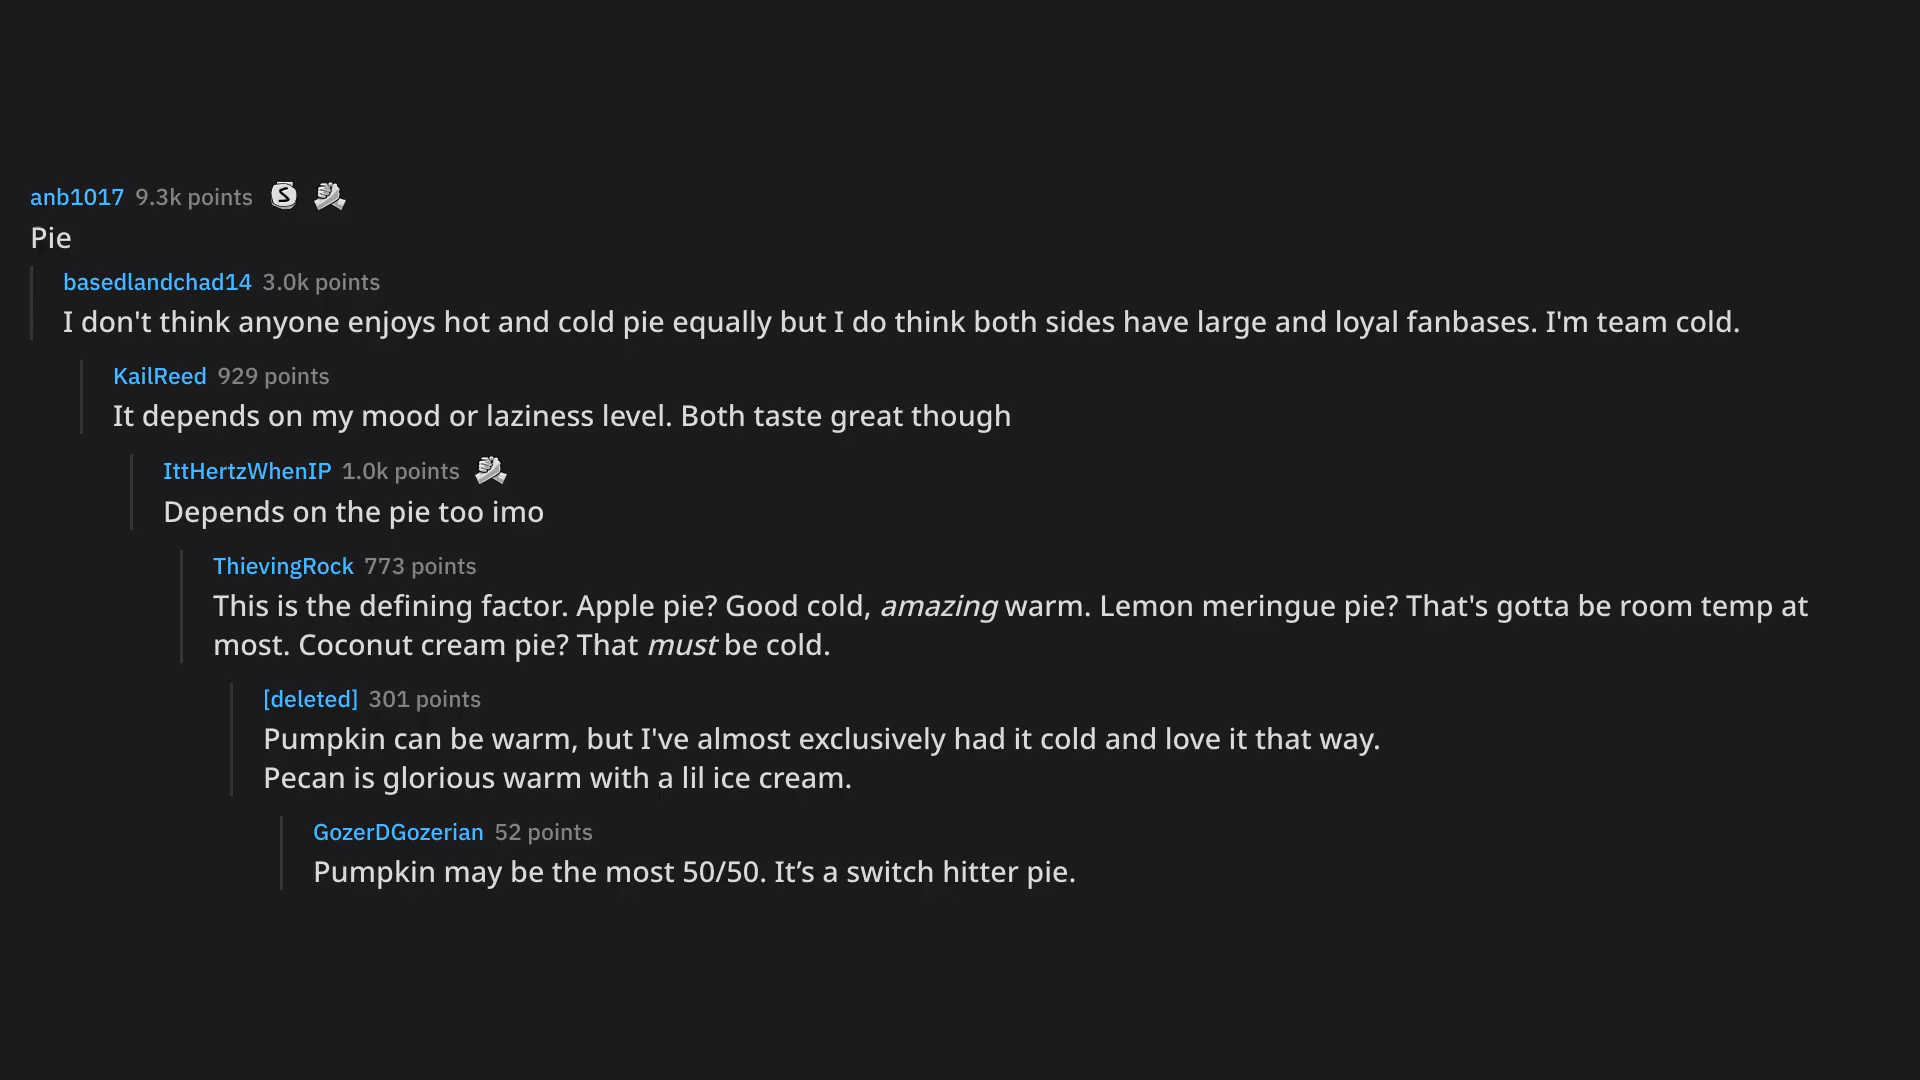 anb1017 9.3k points
Pie
basedlandchad14 3.0k points
I don't think anyone enjoys hot and cold pie equally but I do think both sides have large and loyal fanbases. I'm team cold.
KailReed 929 points
It depends on my mood or laziness level. Both taste great though
IttHertzWhenIP 1.0k points
Depends on the pie too imo
ThievingRock 773 points
This is the defining factor. Apple pie? Good cold, amazing warm. Lemon meringue pie? That's gotta be room temp at
most. Coconut cream pie? That must be cold.
[deleted] 301 points
Pumpkin can be warm, but I've almost exclusively had it cold and love it that way.
Pecan is glorious warm with a lil ice cream.
GozerDGozerian 52 points
Pumpkin may be the most 50/50. It’s a switch hitter pie.